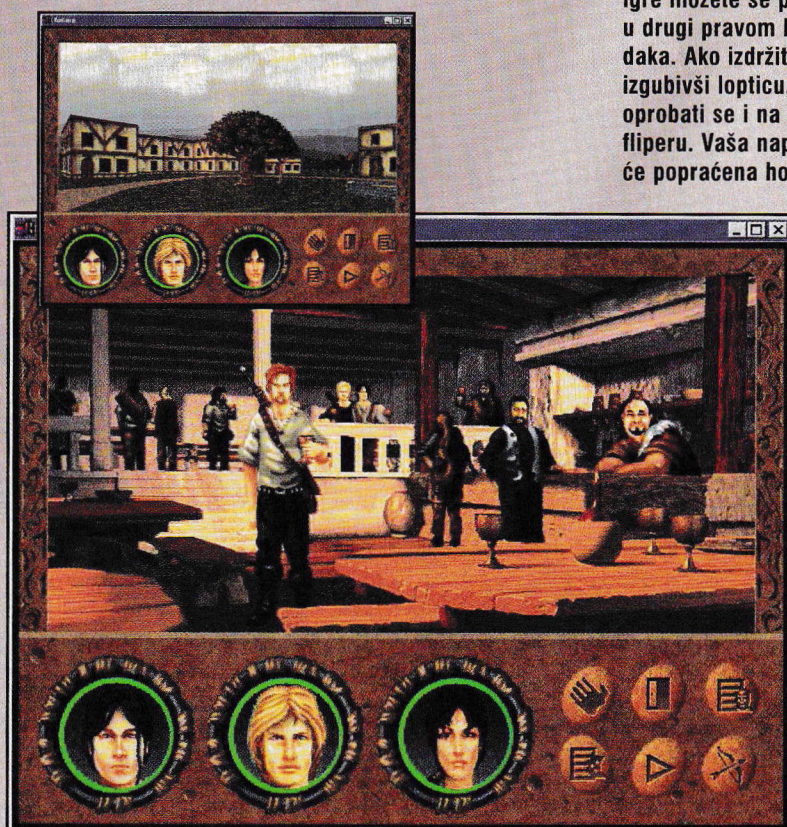 igre možete se p
u drugi pravom l
daka. Ako izdržit
izgubivši lopticu,
oprobati se i na
fliperu. Vaša nap
će popraćena ho